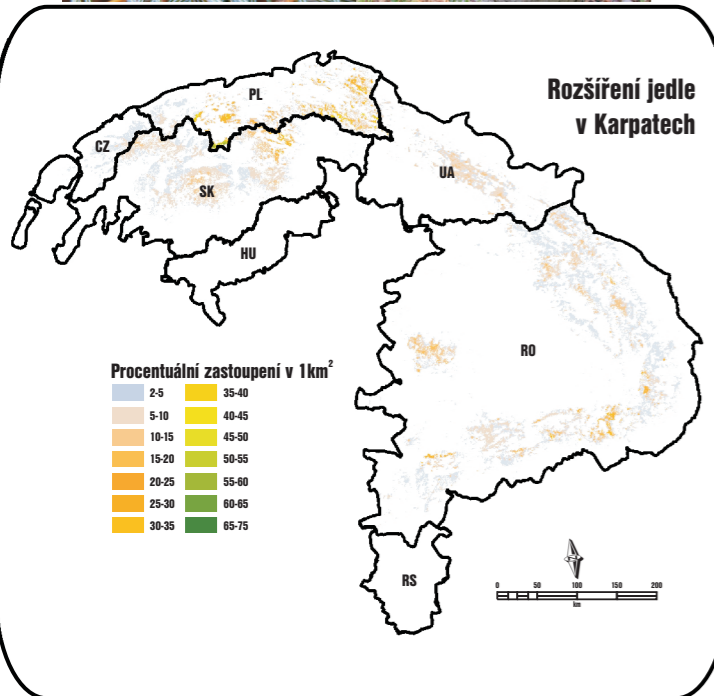 Rozšíření jedle
v Karpatech
PL
CZ
UA
SK
HU
RO
Procentuální zastoupení v 1km²
2-5
5-10
10-15
15-20
20-25
25-30
30-35
35-40
40-45
45-50
50-55
55-60
60-65
65-75
RS
0 50 100 150 200
km